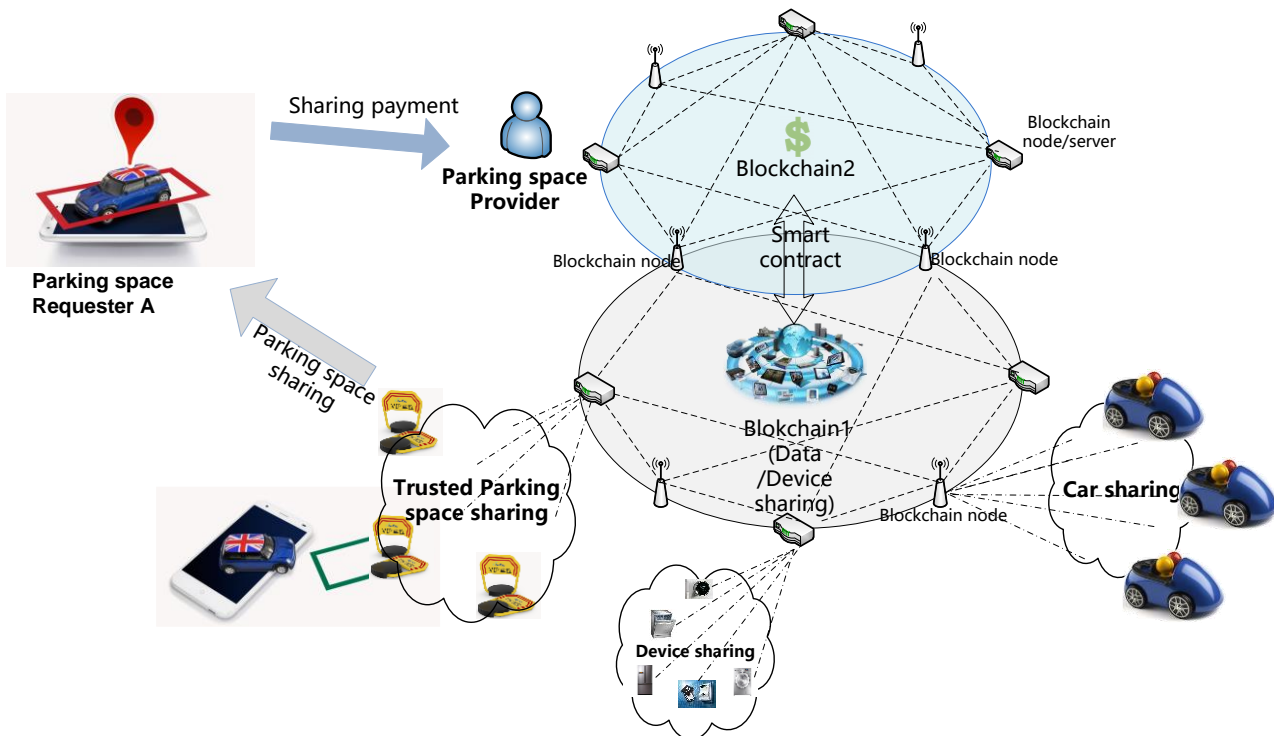 Sharing payment
Parking space
Provider
Blockchain
node/server
$
Blockchain2
Smart
contract
Blockchain node
Blockchain node
Parking space
Requester A
Parking space
sharing
Blokchain1
(Data
/Device
sharing)
Trusted Parking
space sharing
Car sharing
Blockchain node
Device sharing